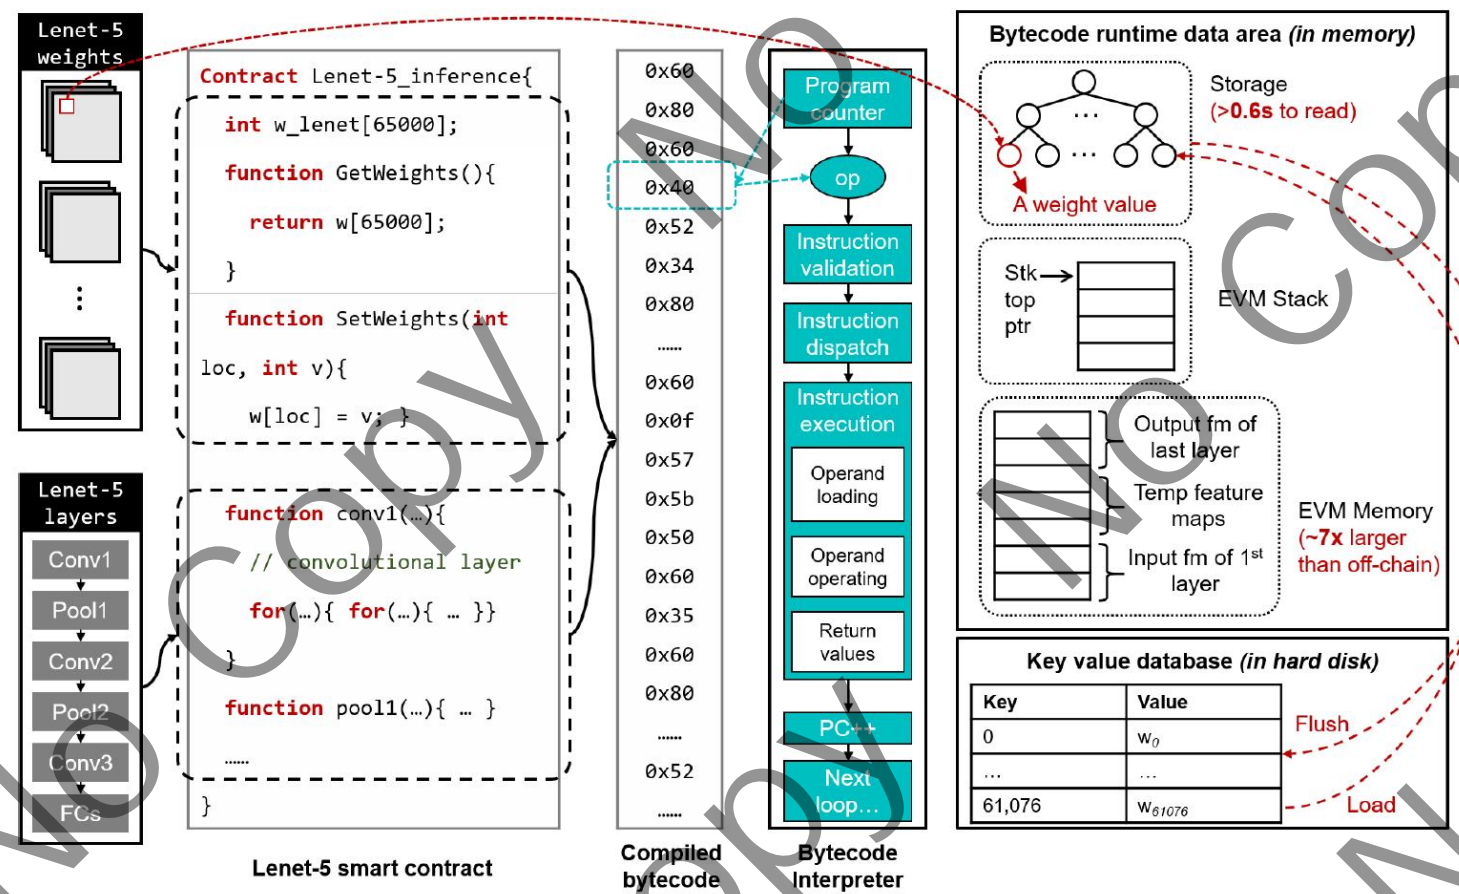 Lenet-5
weights
Lenet-5
layers
Conv1
Pool1
Conv2
Pool2
Conv3
FCs
Contract Lenet-5_inference{
int w_lenet[65000];
function GetWeights(){
return w[65000];
}
function SetWeights(int
loc, int v){
w[loc] = v; }
function conv1(…){
// convolutional layer
for(…){ for(…){ … }}
}
function pool1(…){ … }
……
}
Lenet-5 smart contract
0x60
0x80
0x60
0x40
0x52
0x34
0x80
……
0x60
0x0f
0x57
0x5b
0x50
0x60
0x35
0x60
0x80
……
0x52
……
Compiled
bytecode
Program
counter
op
Instruction
validation
Instruction
dispatch
Instruction
execution
Operand
loading
Operand
operating
Return
values
PC++
Next
loop…
Bytecode
Interpreter
Bytecode runtime data area (in memory)
Storage
(>0.6s to read)
A weight value
Stk
top
ptr
EVM Stack
Output fm of
last layer
Temp feature
maps
Input fm of 1st
layer
EVM Memory
(~7x larger
than off-chain)
Key value database (in hard disk)
Key Value
0 w0
… …
61,076 w61076
Flush
Load
No Copy
No Copy
No Copy